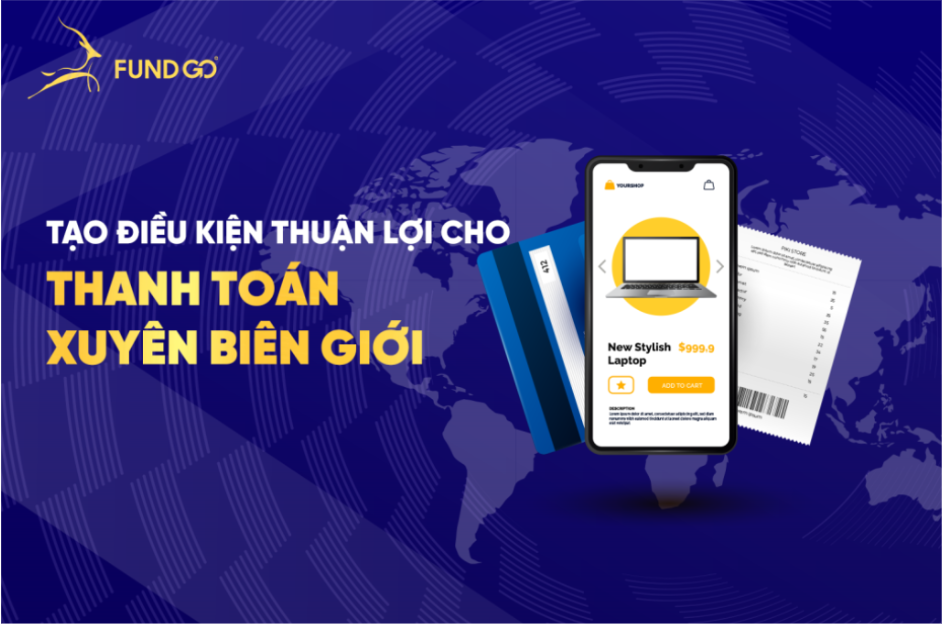 FUND GO®
TẠO ĐIỀU KIỆN THUẬN LỢI CHO
THANH TOÁN
XUYÊN BIÊN GIỚI
412
YOURSHOP
New Stylish
Laptop
$999.9
ADD TO CART
DESCRIPTION